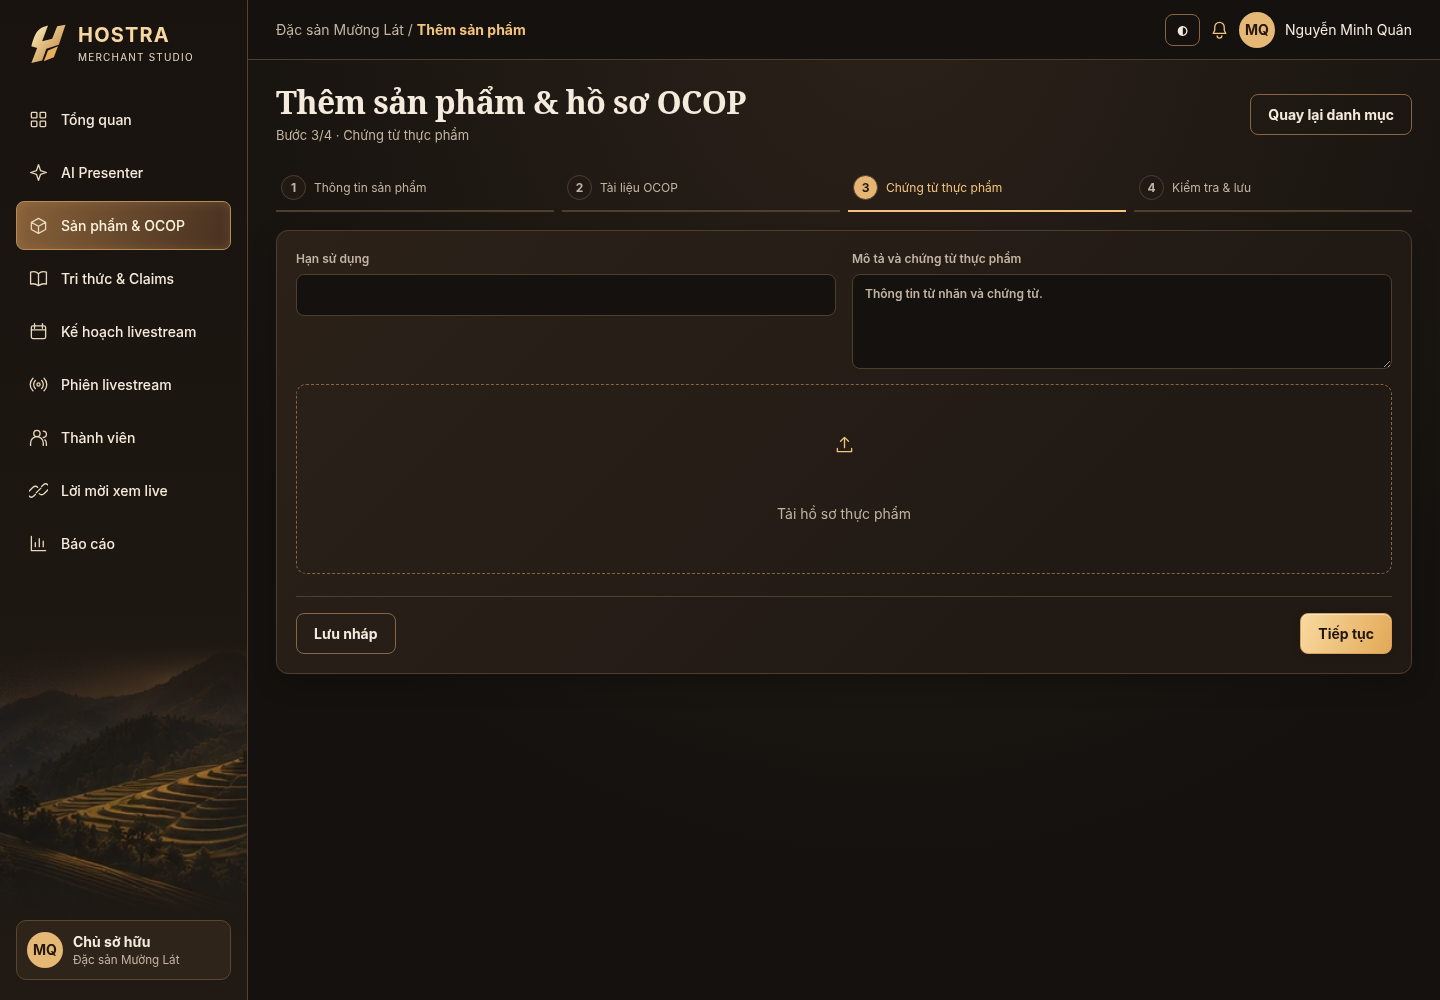 HOSTRA
MERCHANT STUDIO
Tổng quan
AI Presenter
Sản phẩm & OCOP
Tri thức & Claims
Kế hoạch livestream
Phiên livestream
Thành viên
Lời mời xem live
Báo cáo
MQ
Chủ sở hữu
Đặc sản Mường Lát
Đặc sản Mường Lát / Thêm sản phẩm
MQ
Nguyễn Minh Quân
Thêm sản phẩm & hồ sơ OCOP
Bước 3/4 · Chứng từ thực phẩm
Quay lại danh mục
1 Thông tin sản phẩm
2 Tài liệu OCOP
3 Chứng từ thực phẩm
4 Kiểm tra & lưu
Hạn sử dụng
Mô tả và chứng từ thực phẩm
Thông tin từ nhãn và chứng từ.
Tải hồ sơ thực phẩm
Lưu nháp
Tiếp tục